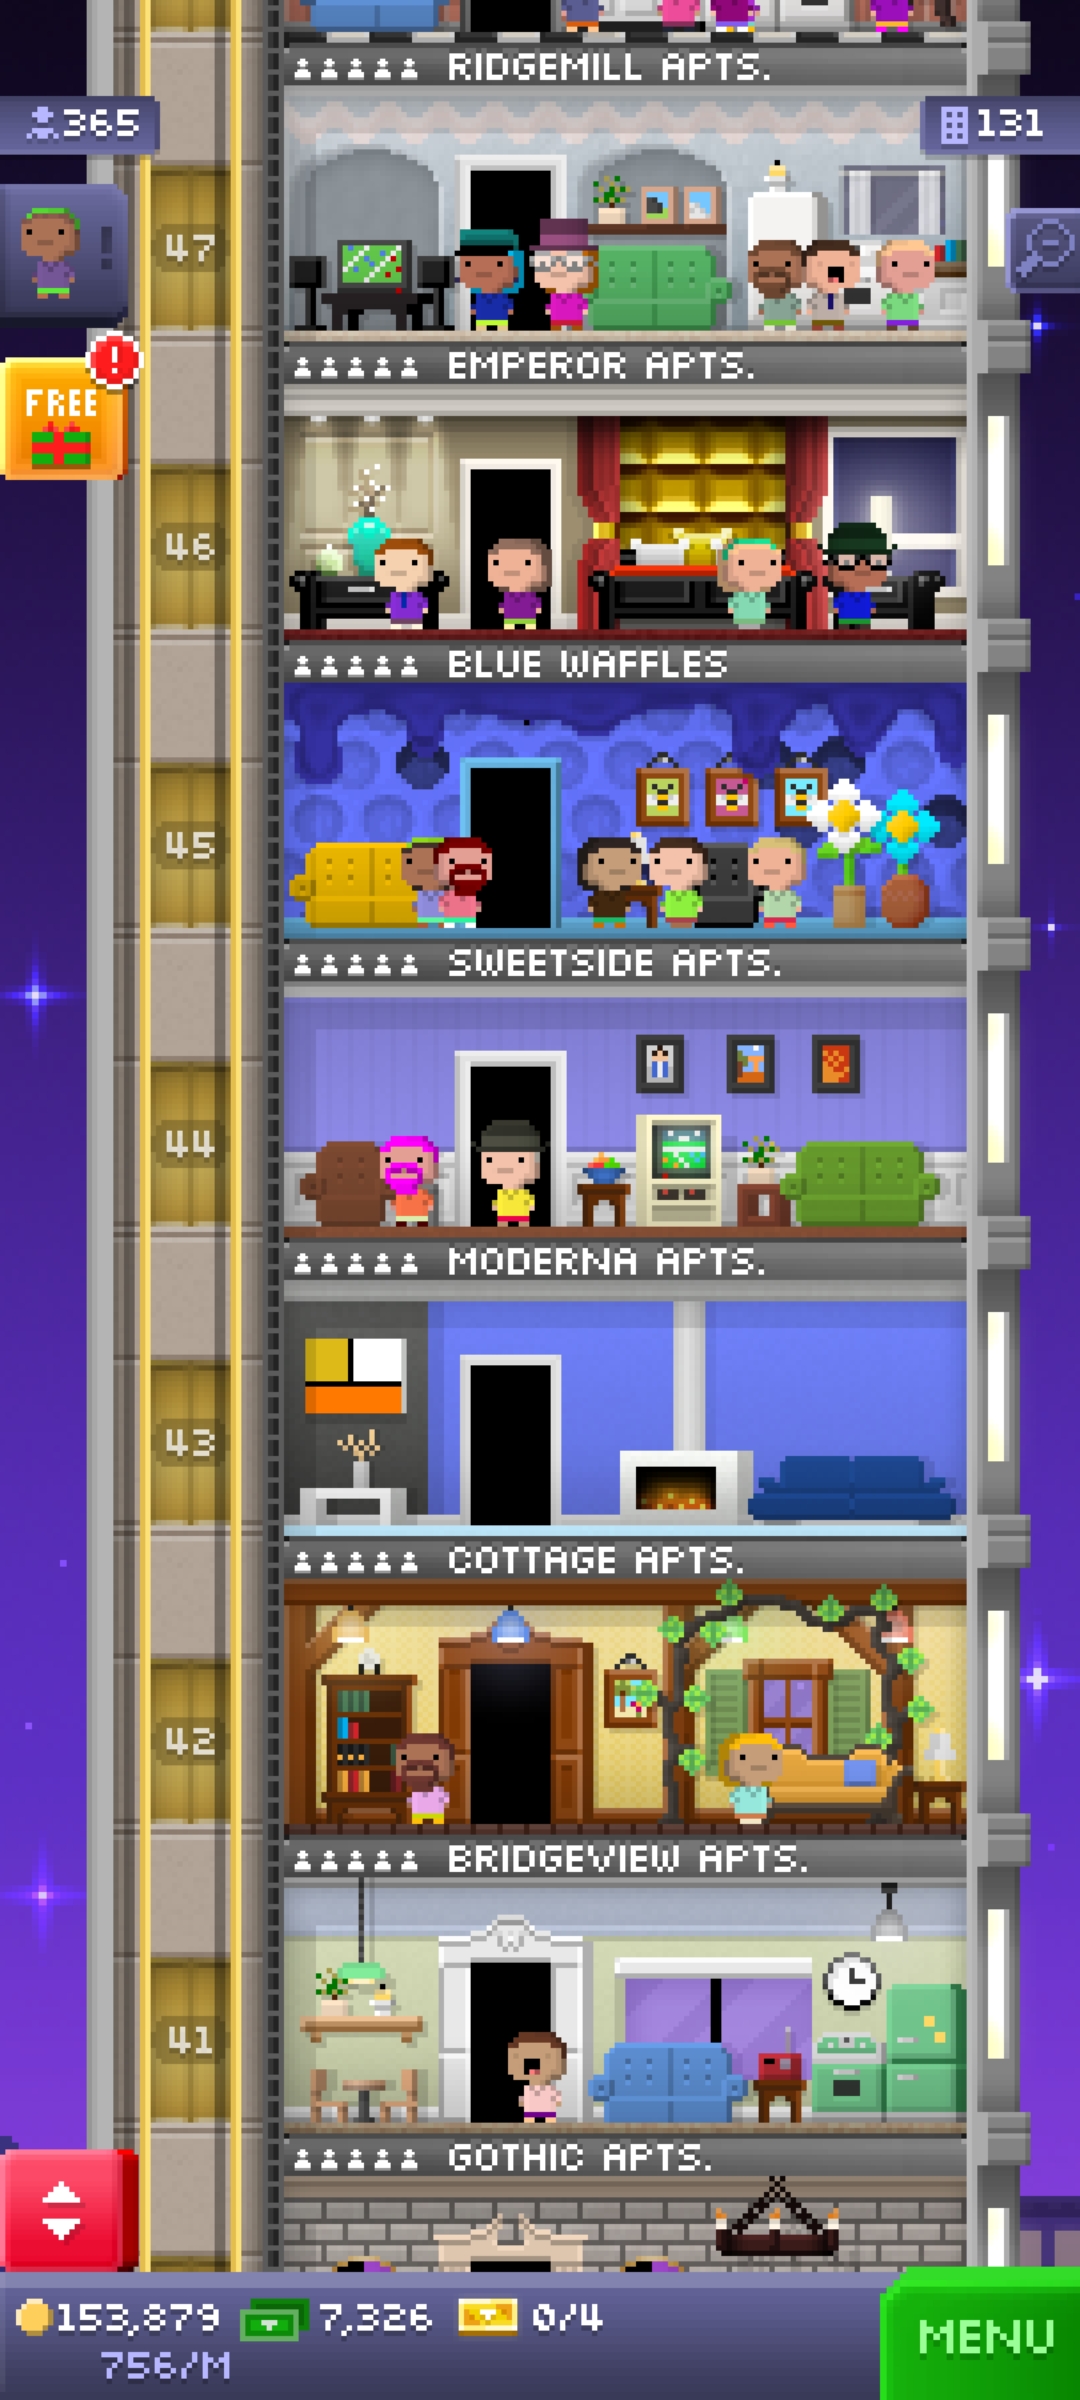 RIDGEMILL APTS.
365
131
47
!
FREE
EMPEROR APTS.
46
BLUE WAFFLES
45
SWEETSIDE APTS.
44
MODERNA APTS.
43
COTTAGE APTS.
42
BRIDGEVIEW APTS.
41
GOTHIC APTS.
153,879 7,326 0/4
756/M
MENU